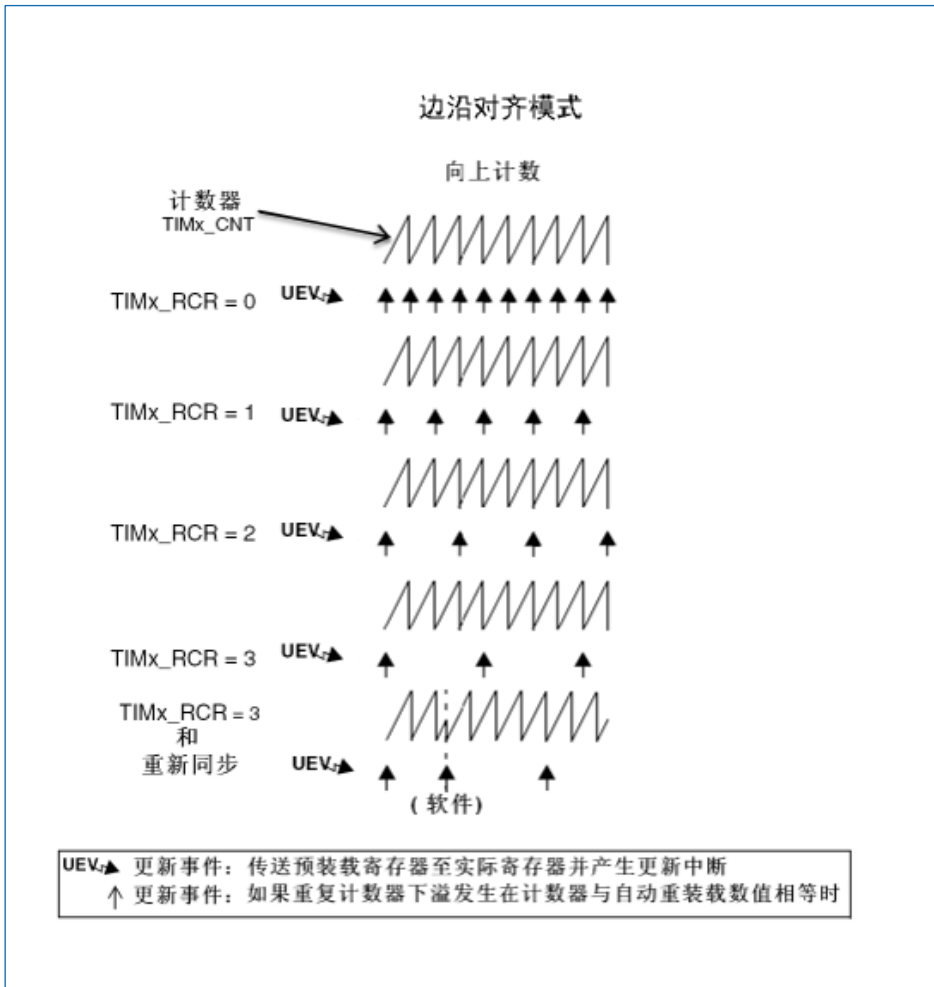 边沿对齐模式
向上计数
计数器
TIMx_CNT
TIMx_RCR = 0
UEV
TIMx_RCR = 1
UEV
TIMx_RCR = 2
UEV
TIMx_RCR = 3
UEV
TIMx_RCR = 3
和
重新同步
UEV
(软件)
UEV 更新事件：传送预装载寄存器至实际寄存器并产生更新中断
更新事件：如果重复计数器下溢发生在计数器与自动重装载数值相等时